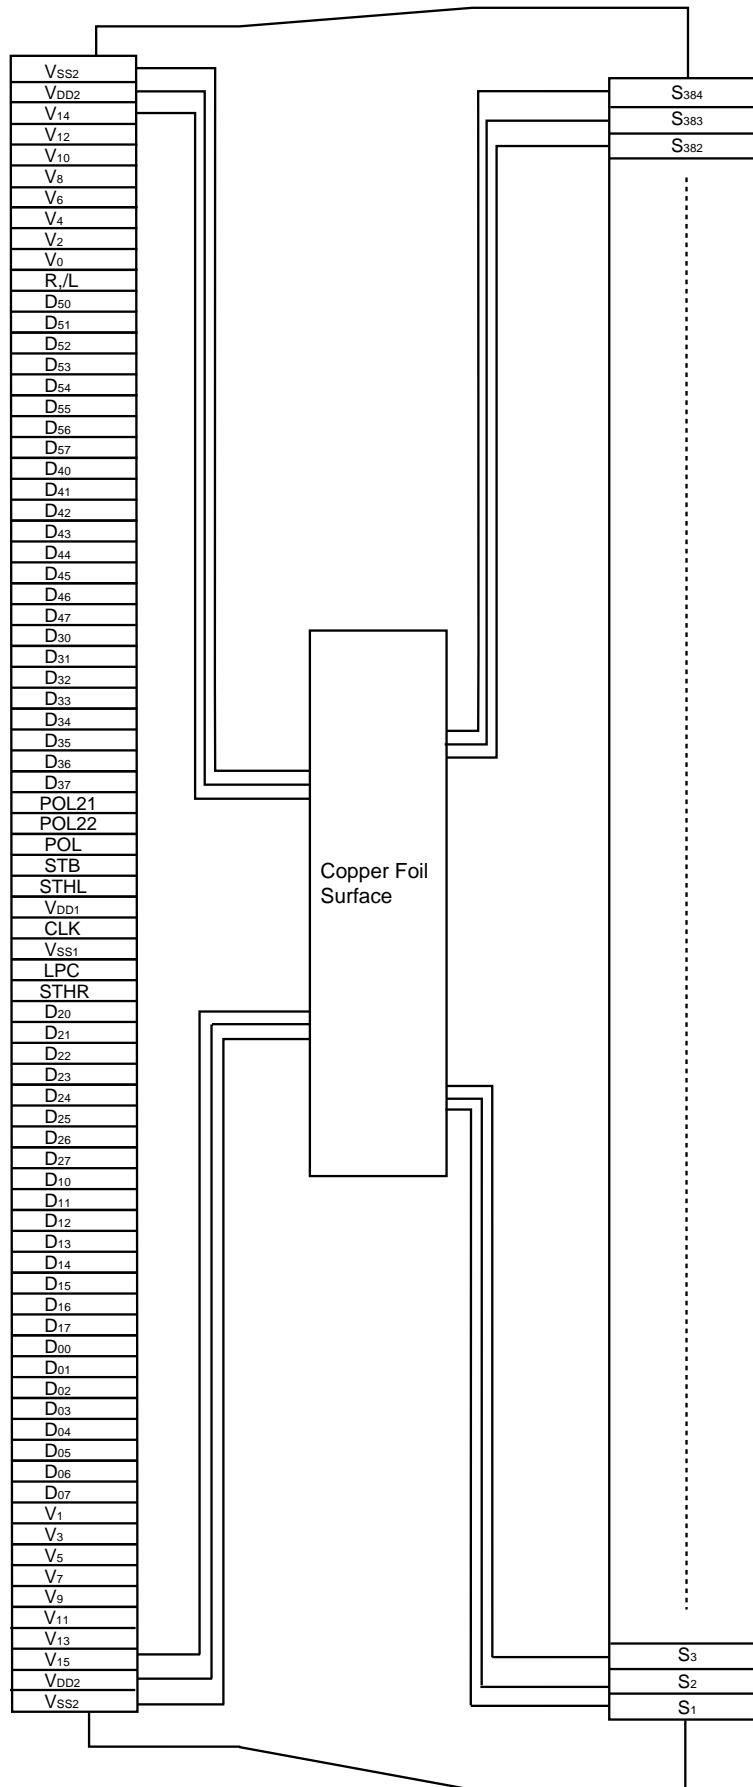 VSS2
VDD2
V14
V12
V10
V8
V6
V4
V2
V0
R,/L
D50
D51
D52
D53
D54
D55
D56
D57
D40
D41
D42
D43
D44
D45
D46
D47
D30
D31
D32
D33
D34
D35
D36
D37
POL21
POL22
POL
STB
STHL
VDD1
CLK
VSS1
LPC
STHR
D20
D21
D22
D23
D24
D25
D26
D27
D10
D11
D12
D13
D14
D15
D16
D17
D00
D01
D02
D03
D04
D05
D06
D07
V1
V3
V5
V7
V9
V11
V13
V15
VDD2
VSS2
Copper Foil
Surface
S384
S383
S382
S3
S2
S1